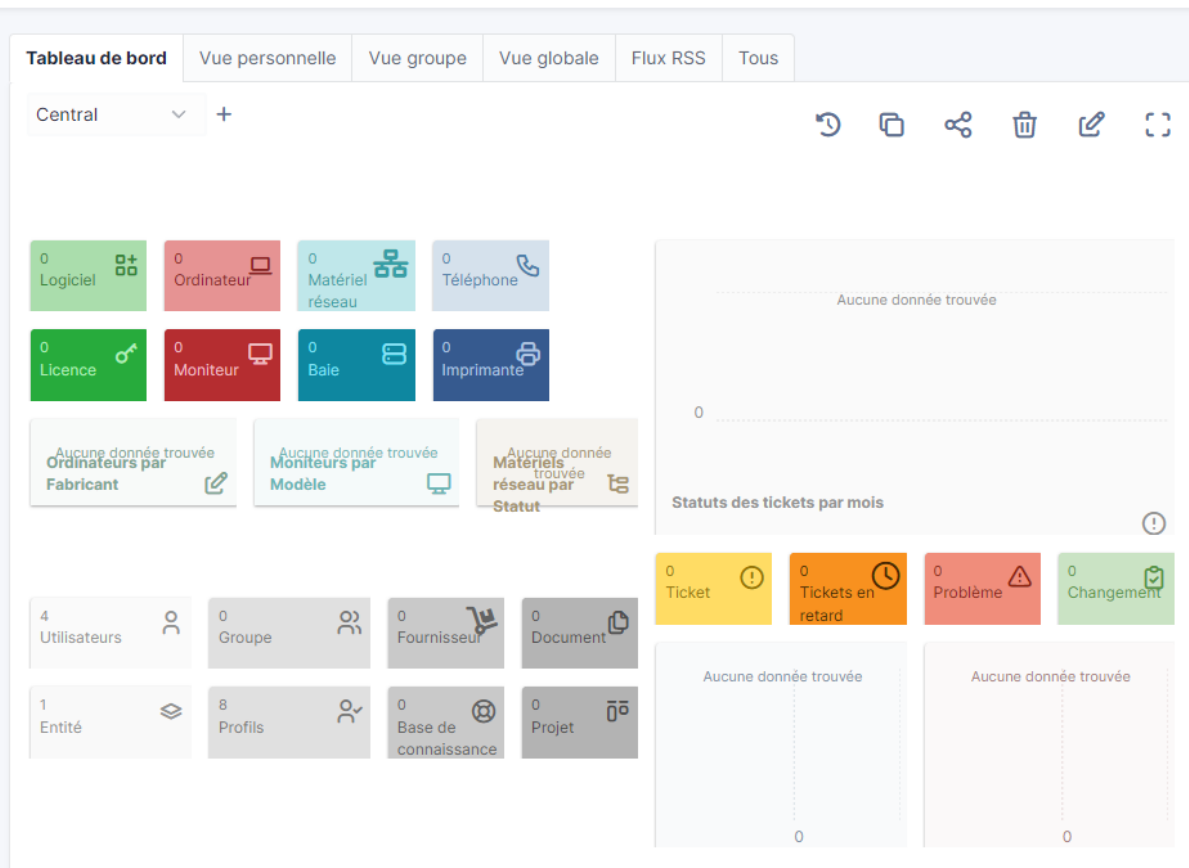 Tableau de bord
Vue personnelle
Vue groupe
Vue globale
Flux RSS
Tous
Central
0
Logiciel
0
Ordinateur
0
Matériel
réseau
0
Téléphone
0
Licence
0
Moniteur
0
Baie
0
Imprimante
Aucune donnée trouvée
Ordinateurs par
Fabricant
Aucune donnée trouvée
Moniteurs par
Modèle
Aucune donnée
trouvée
Matériels
réseau par
Statut
4
Utilisateurs
0
Groupe
0
Fournisseur
0
Document
1
Entité
8
Profils
0
Base de
connaissance
0
Projet
Aucune donnée trouvée
0
Statuts des tickets par mois
0
Ticket
0
Tickets en
retard
0
Problème
0
Changement
Aucune donnée trouvée
0
Aucune donnée trouvée
0